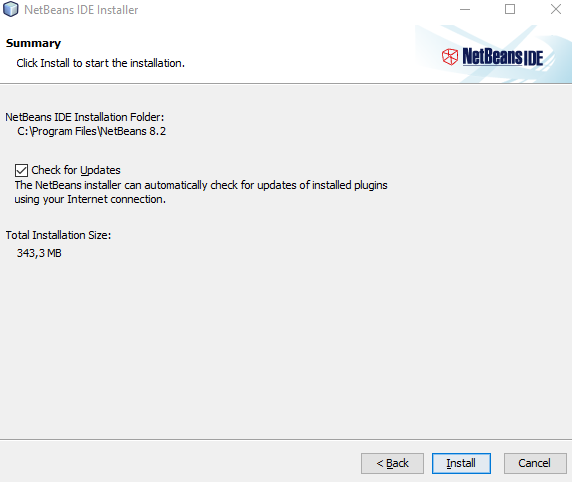 NetBeans IDE Installer
Summary
Click Install to start the installation.
NetBeans IDE
NetBeans IDE Installation Folder:
C:\Program Files\NetBeans 8.2
Check for Updates
The NetBeans installer can automatically check for updates of installed plugins
using your Internet connection.
Total Installation Size:
343,3 MB
< Back
Install
Cancel